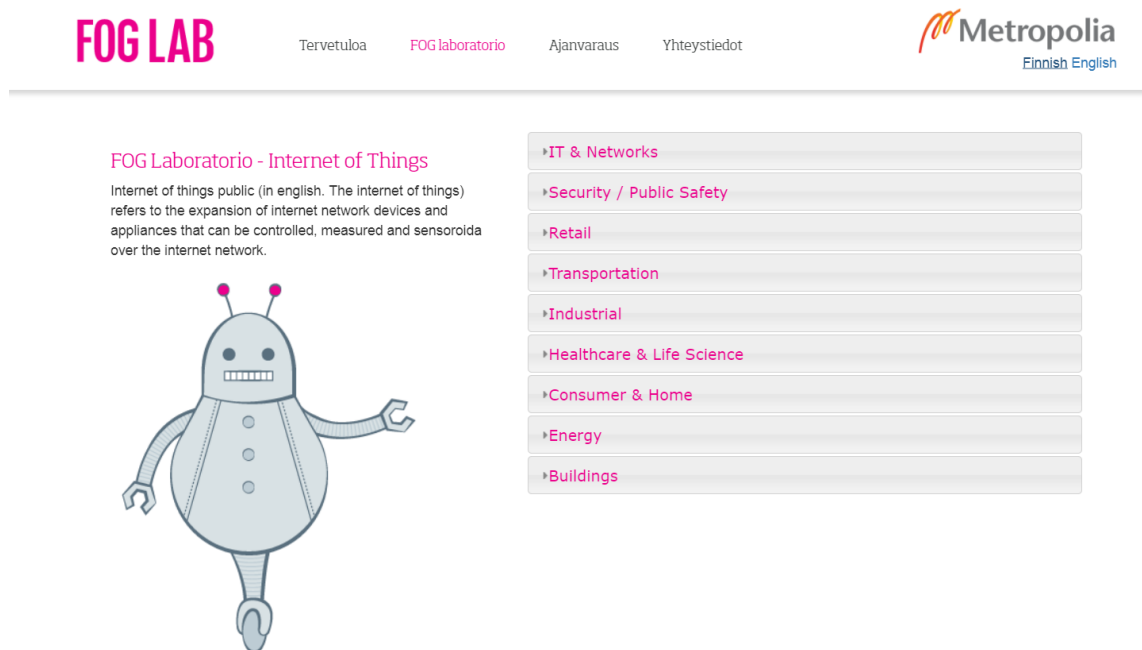 FOG LAB
Tervetuloa
FOG laboratorio
Ajanvaraus
Yhteystiedot
Metropolia
Finnish English
FOG Laboratorio - Internet of Things
Internet of things public (in english. The internet of things)
refers to the expansion of internet network devices and
appliances that can be controlled, measured and sensoroida
over the internet network.
IT & Networks
Security / Public Safety
Retail
Transportation
Industrial
Healthcare & Life Science
Consumer & Home
Energy
Buildings